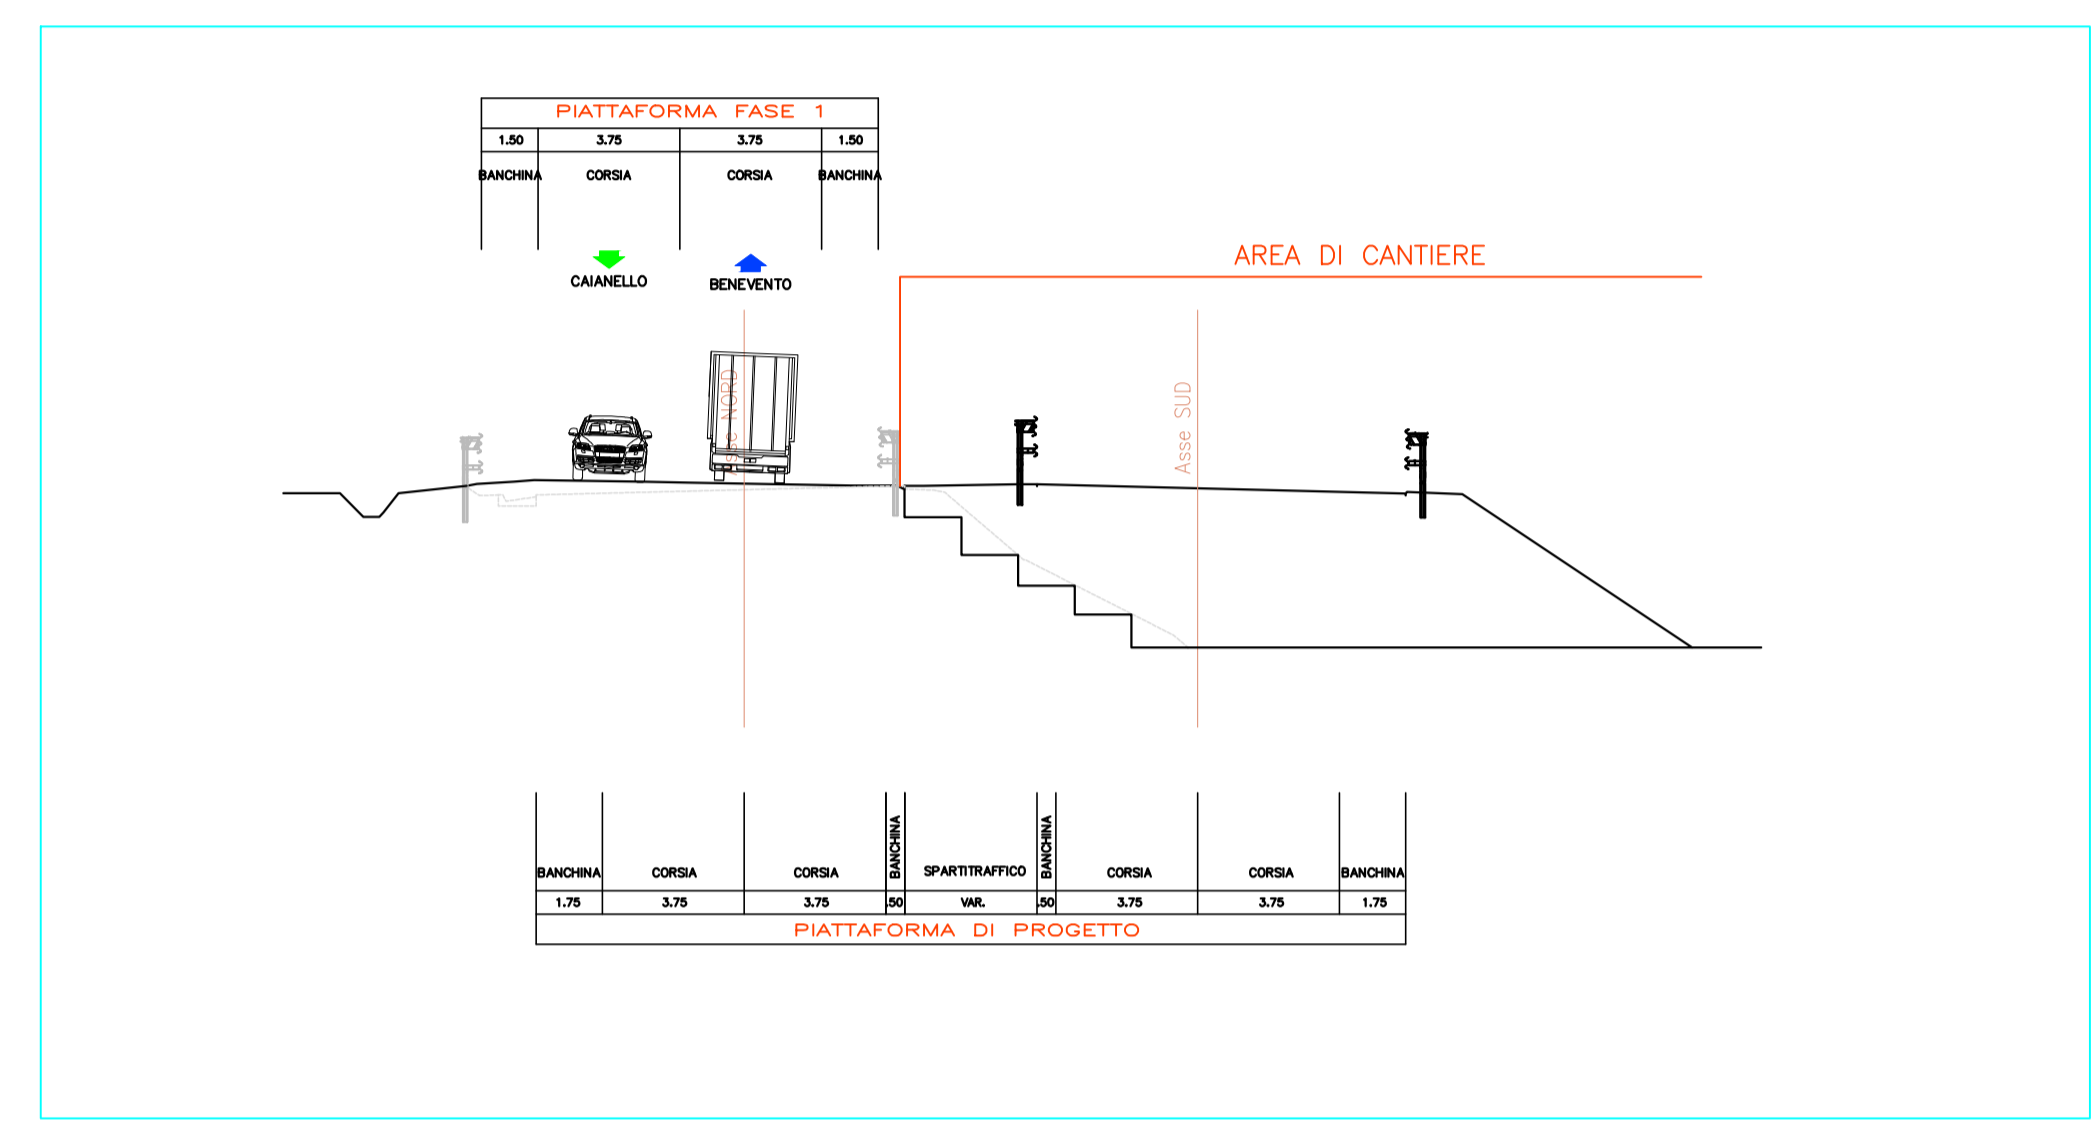 PIATTAFORMA FASE 1
1.50 3.75 3.75 1.50
BANCHINA CORSIA CORSIA BANCHINA
AREA DI CANTIERE
CAIANELLO BENEVENTO
Asse NORD
Asse SUD
BANCHINA CORSIA CORSIA BANCHINA SPARTITRAFFICO BANCHINA CORSIA CORSIA BANCHINA
1.75 3.75 3.75 .50 VAR. .50 3.75 3.75 1.75
PIATTAFORMA DI PROGETTO